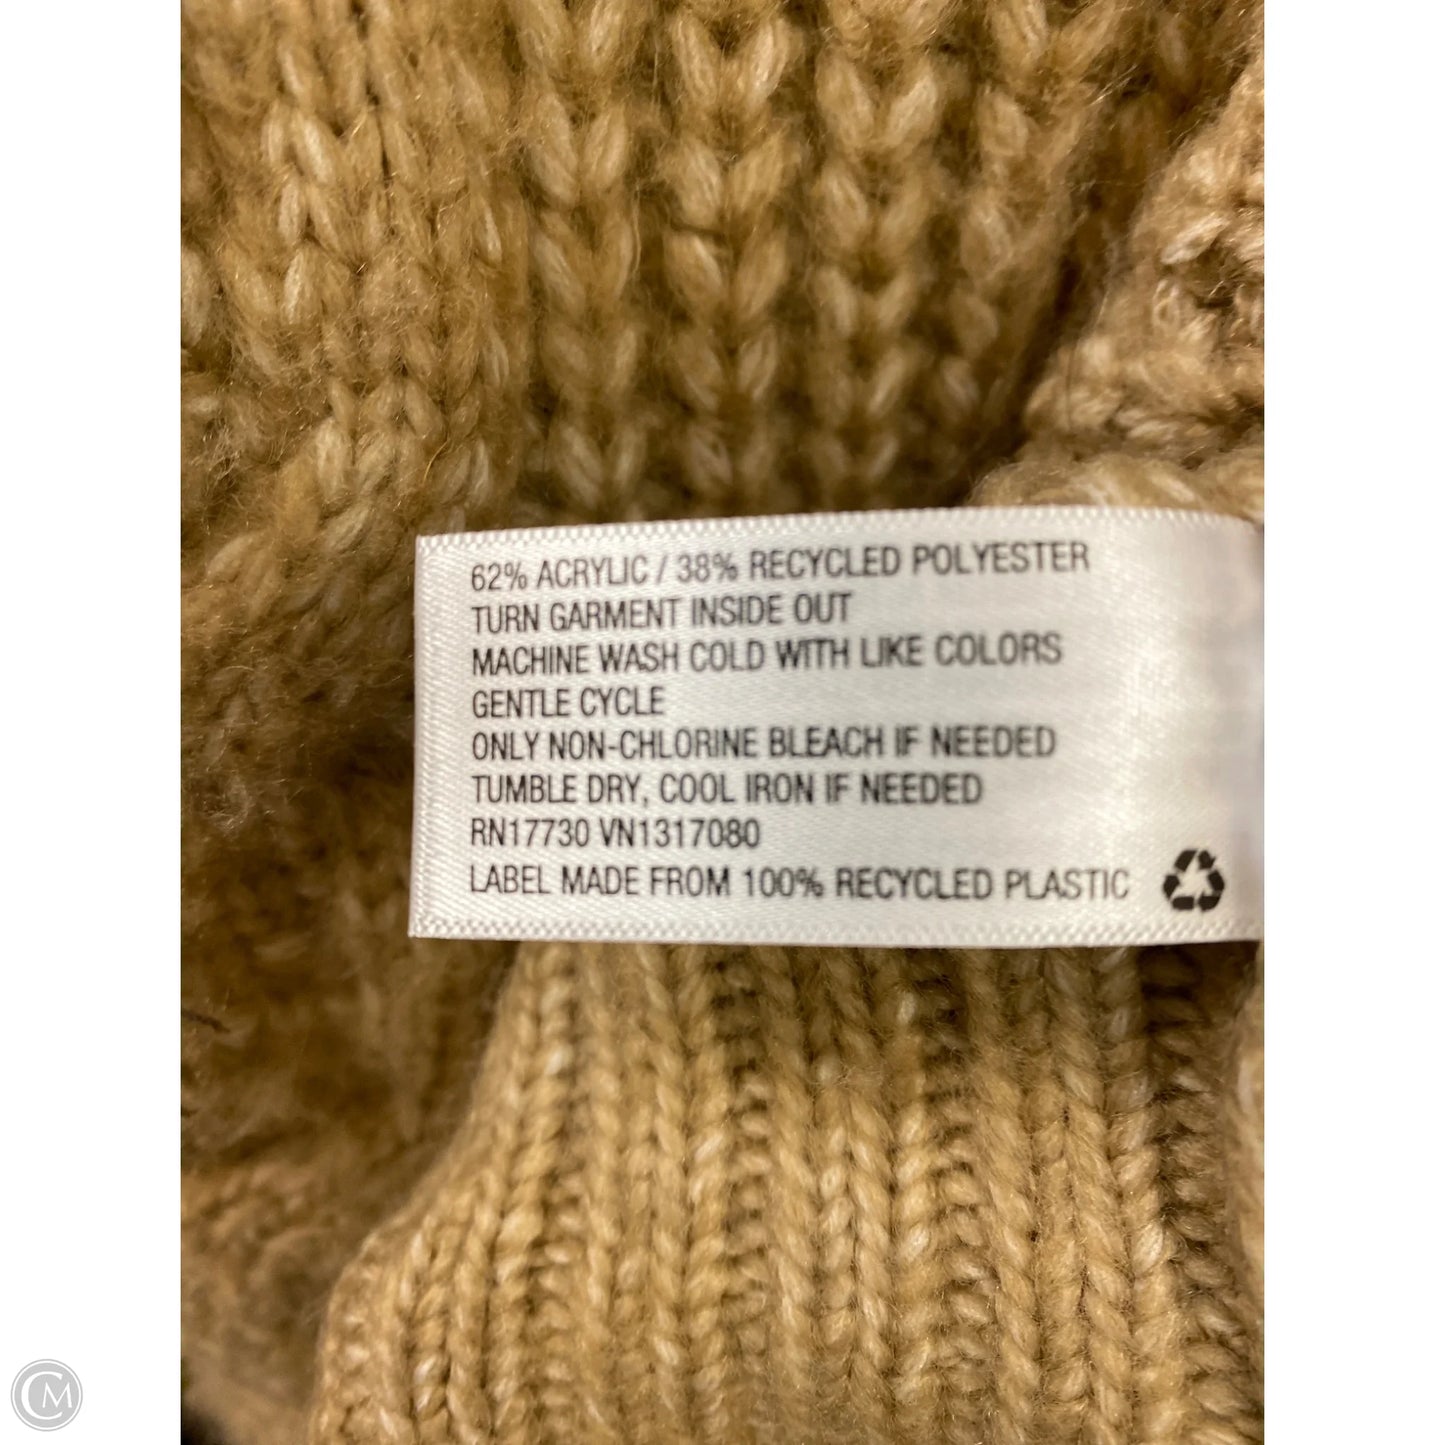 62% ACRYLIC / 38% RECYCLED POLYESTER
TURN GARMENT INSIDE OUT
MACHINE WASH COLD WITH LIKE COLORS
GENTLE CYCLE
ONLY NON-CHLORINE BLEACH IF NEEDED
TUMBLE DRY, COOL IRON IF NEEDED
RN17730 VN1317080
LABEL MADE FROM 100% RECYCLED PLASTIC
CM